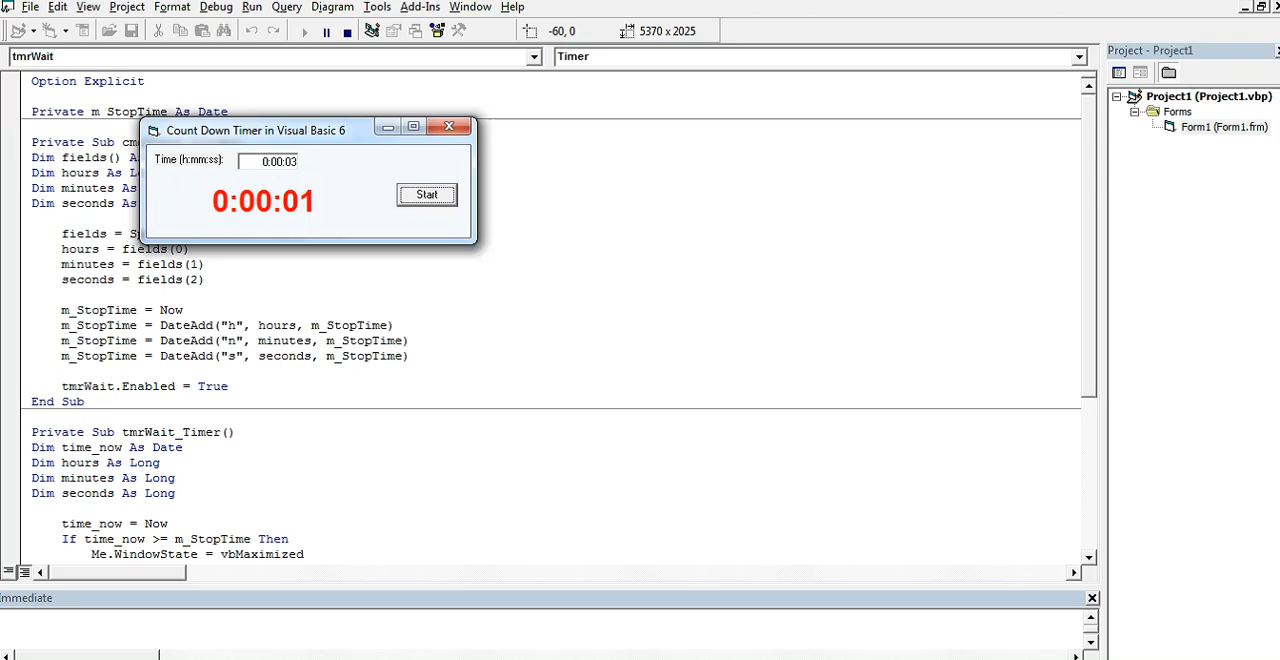 File Edit View Project Format Debug Run Query Diagram Tools Add-Ins Window Help
-60, 0 5370 x 2025
tmrWait Timer
Project - Project1
Project1 (Project1.vbp)
Forms
Form1 (Form1.frm)
Option Explicit
Private m_StopTime As Date
Count Down Timer in Visual Basic 6
Time (h:mm:ss): 0:00:03
0:00:01
Start
Private Sub
Dim fields()
Dim hours As
Dim minutes As
Dim seconds As
fields =
hours = fields(0)
minutes = fields(1)
seconds = fields(2)
m_StopTime = Now
m_StopTime = DateAdd("h", hours, m_StopTime)
m_StopTime = DateAdd("n", minutes, m_StopTime)
m_StopTime = DateAdd("s", seconds, m_StopTime)
tmrWait.Enabled = True
End Sub
Private Sub tmrWait_Timer()
Dim time_now As Date
Dim hours As Long
Dim minutes As Long
Dim seconds As Long
time_now = Now
If time_now >= m_StopTime Then
Me.WindowState = vbMaximized
Immediate